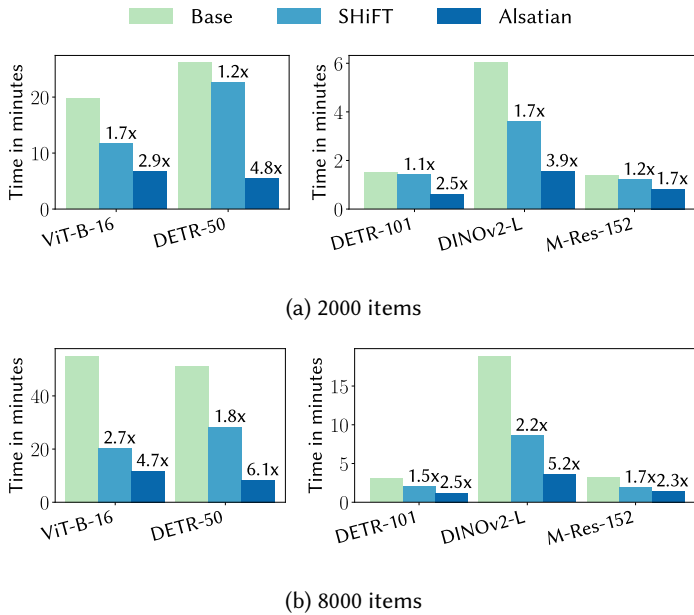 Base SHiFT Alsatian
Time in minutes
20
10
0
1.7x
2.9x
1.2x
4.8x
ViT-B-16
DETR-50
Time in minutes
6
4
2
0
1.1x
2.5x
1.7x
3.9x
1.2x
1.7x
DETR-101
DINOv2-L
M-Res-152
(a) 2000 items
Time in minutes
40
20
0
2.7x
4.7x
1.8x
6.1x
ViT-B-16
DETR-50
Time in minutes
15
10
5
0
1.5x
2.5x
2.2x
5.2x
1.7x
2.3x
DETR-101
DINOv2-L
M-Res-152
(b) 8000 items